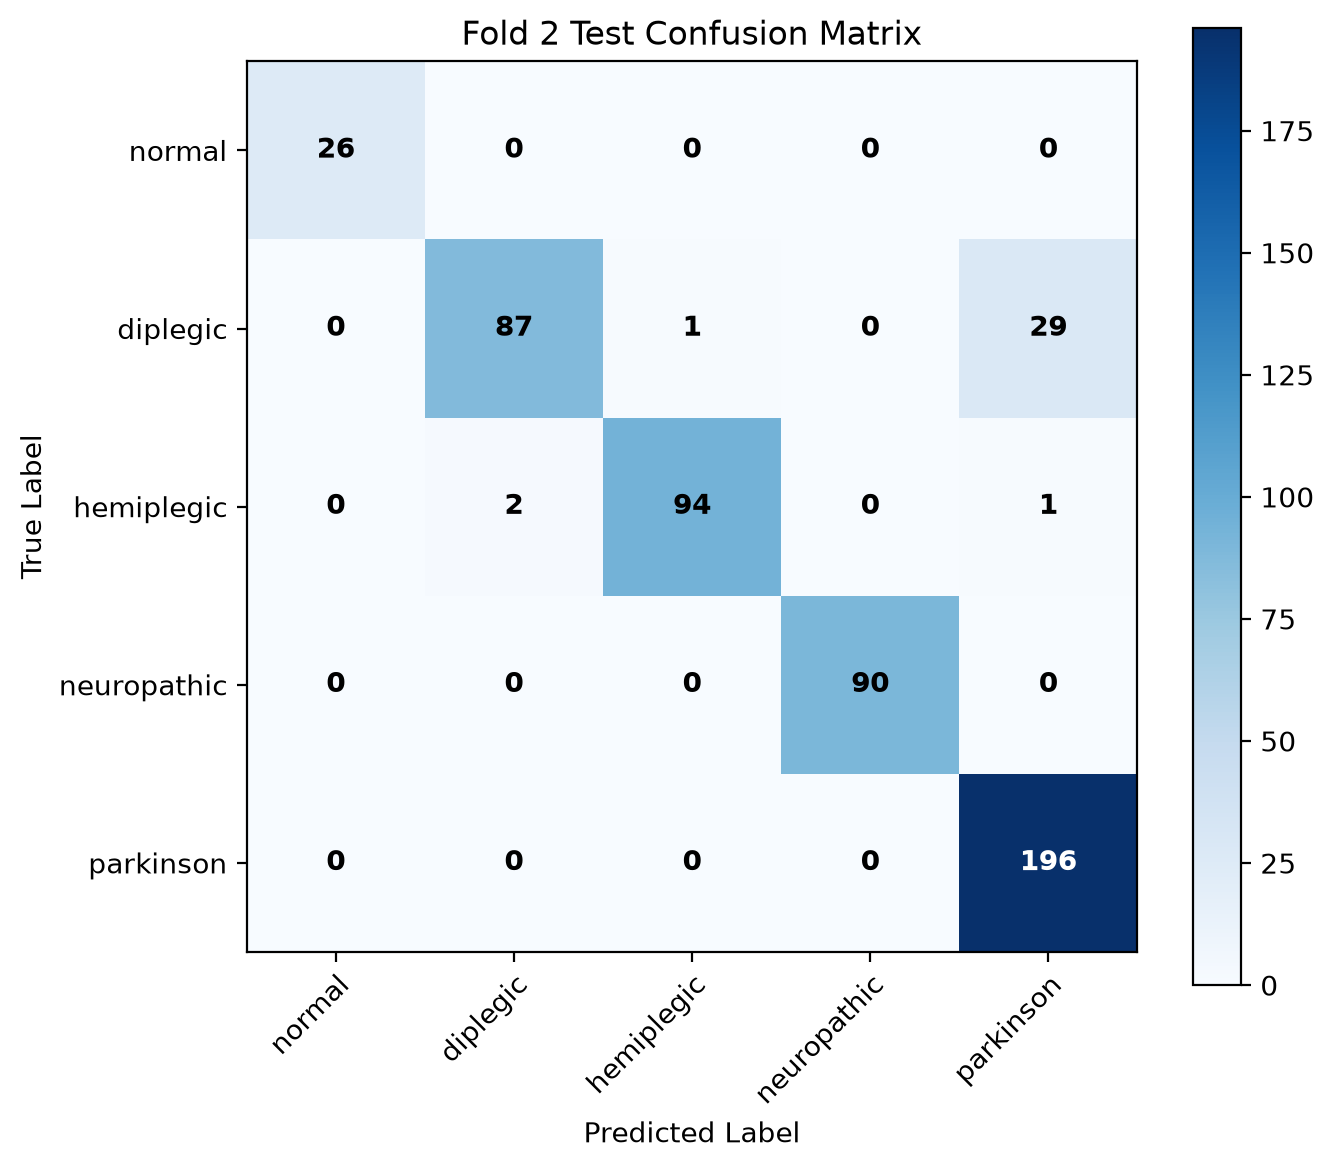 Fold 2 Test Confusion Matrix
True Label
normal 26 0 0 0 0
diplegic 0 87 1 0 29
hemiplegic 0 2 94 0 1
neuropathic 0 0 0 90 0
parkinson 0 0 0 0 196
normal diplegic hemiplegic neuropathic parkinson
Predicted Label
175
150
125
100
75
50
25
0